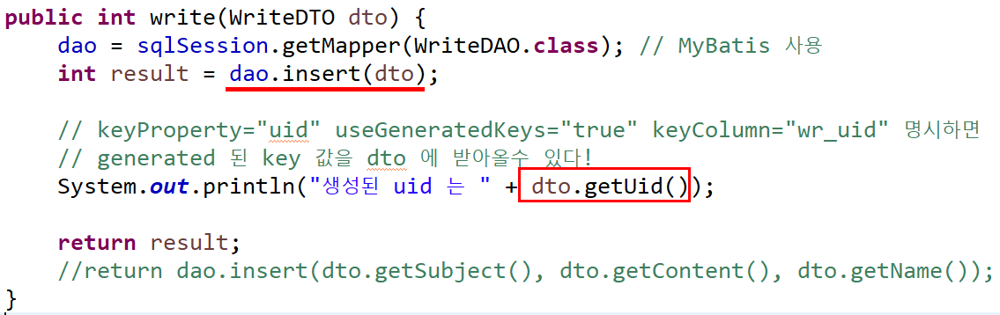 public int write(WriteDTO dto) {
    dao = sqlSession.getMapper(WriteDAO.class); // MyBatis 사용
    int result = dao.insert(dto);
    // keyProperty="uid" useGeneratedKeys="true" keyColumn="wr_uid" 명시하면
    // generated 된 key 값을 dto 에 받아올수 있다!
    System.out.println("생성된 uid 는 " + dto.getUid());
    return result;
    //return dao.insert(dto.getSubject(), dto.getContent(), dto.getName());
}